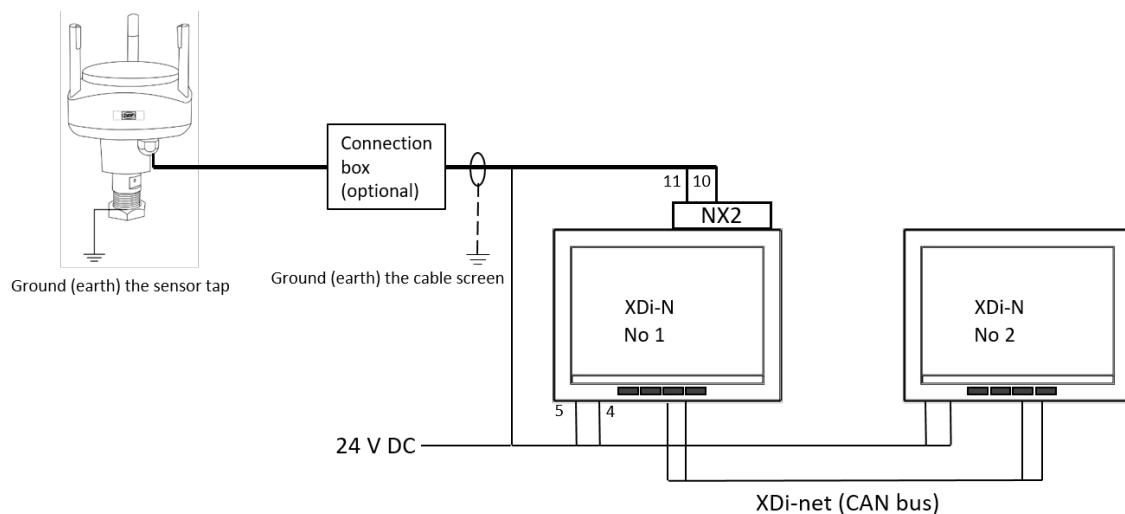 Connection
box
(optional)
11 10
NX2
Ground (earth) the sensor tap
Ground (earth) the cable screen
XDi-N
No 1
XDi-N
No 2
5 4
24 V DC
XDi-net (CAN bus)